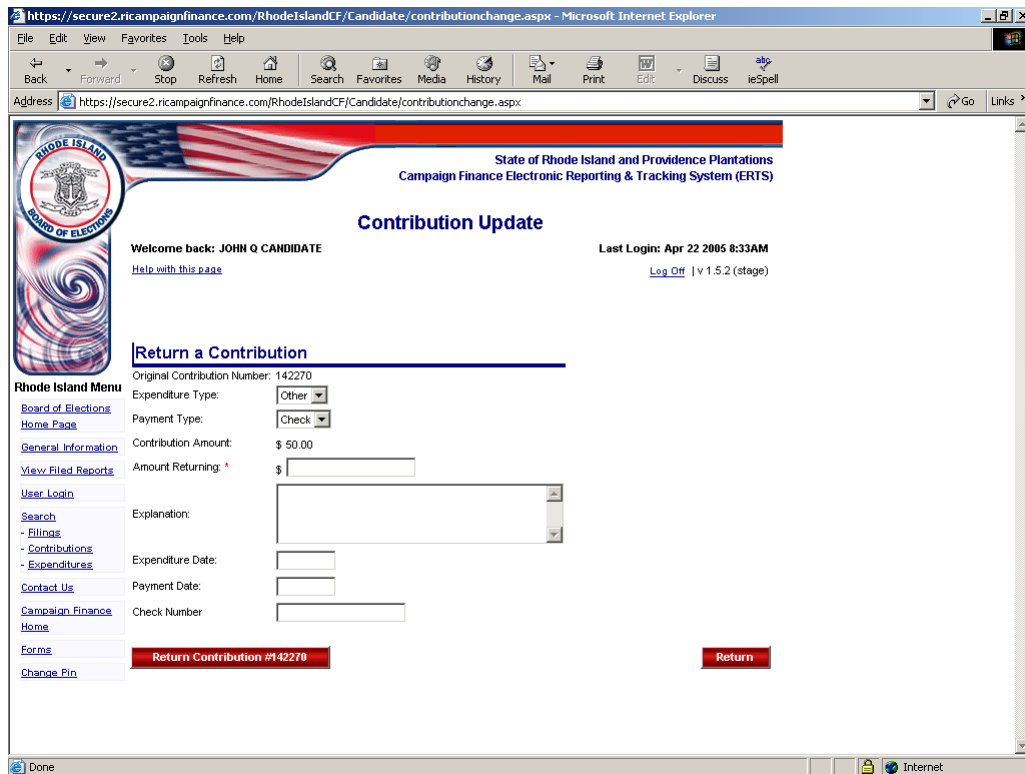 https://secure2.ricampaignfinance.com/RhodeIslandCF/Candidate/contributionchange.aspx - Microsoft Internet Explorer
File Edit View Favorites Tools Help
Back Forward Stop Refresh Home Search Favorites Media History Mail Print Edit Discuss ieSpell
Address https://secure2.ricampaignfinance.com/RhodeIslandCF/Candidate/contributionchange.aspx Go Links
RHODE ISLAND
BOARD OF ELECTIONS
State of Rhode Island and Providence Plantations
Campaign Finance Electronic Reporting & Tracking System (ERTS)
Contribution Update
Welcome back: JOHN Q CANDIDATE Last Login: Apr 22 2005 8:33AM
Help with this page Log Off | v 1.5.2 (stage)
Rhode Island Menu
Board of Elections
Home Page
General Information
View Filed Reports
User Login
Search
- Filings
- Contributions
- Expenditures
Contact Us
Campaign Finance
Home
Forms
Change Pin
Return a Contribution
Original Contribution Number: 142270
Expenditure Type: Other
Payment Type: Check
Contribution Amount: $ 50.00
Amount Returning: * $
Explanation:
Expenditure Date:
Payment Date:
Check Number
Return Contribution #142270 Return
Done Internet